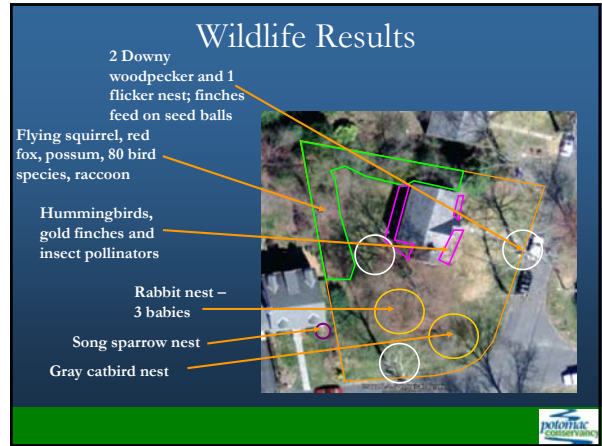 Wildlife Results
2 Downy
woodpecker and 1
flicker nest; finches
feed on seed balls
Flying squirrel, red
fox, possum, 80 bird
species, raccoon
Hummingbirds,
gold finches and
insect pollinators
Rabbit nest –
3 babies
Song sparrow nest
Gray catbird nest
potomac
conservancy